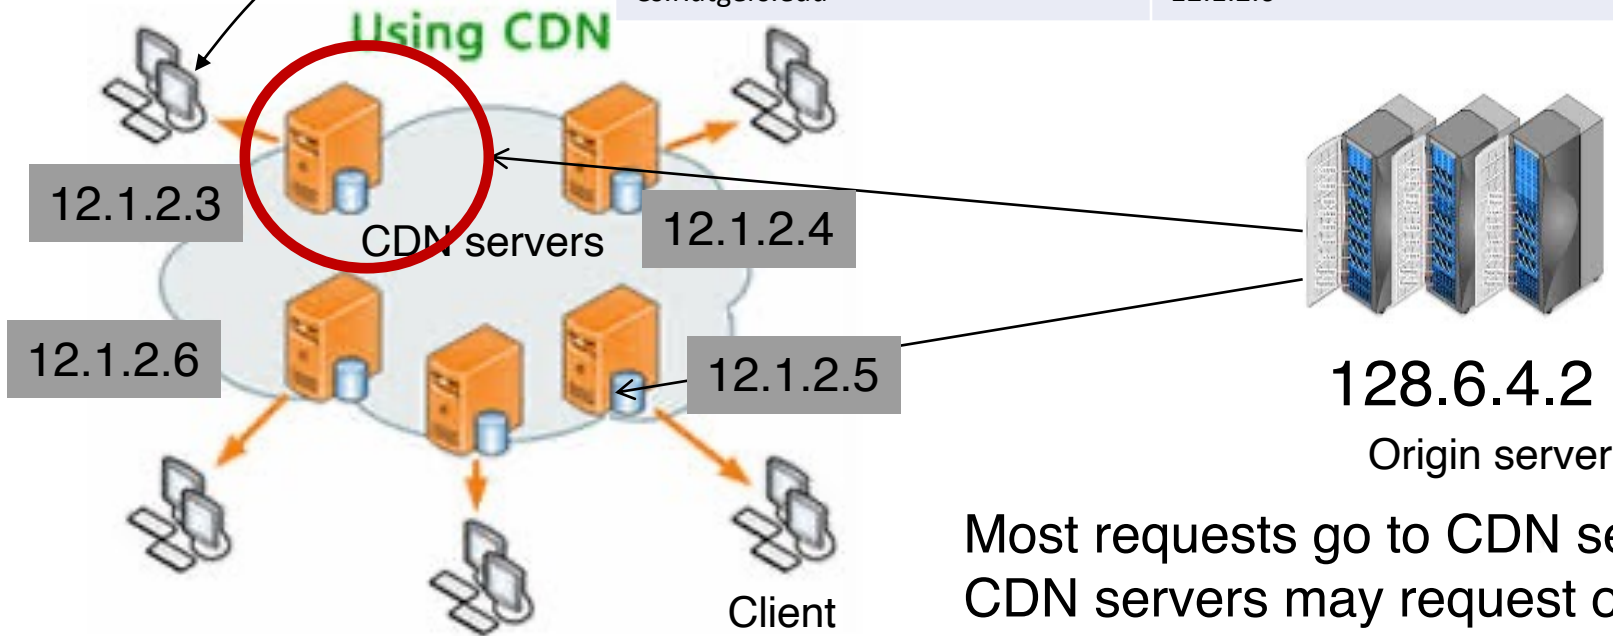 Using CDN
12.1.2.3
12.1.2.4
CDN servers
12.1.2.6
12.1.2.5
128.6.4.2
Origin server
Most requests go to CDN
CDN servers may request
Client